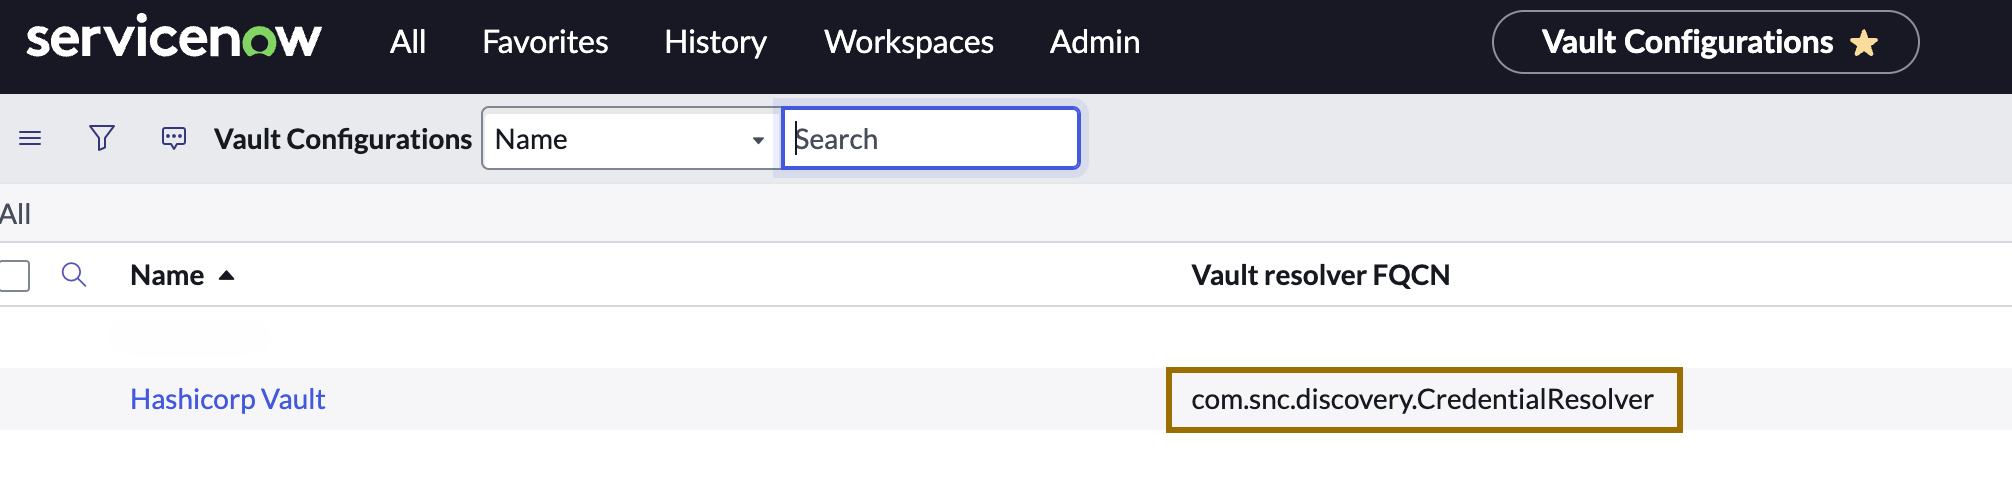 servicenow All Favorites History Workspaces Admin Vault Configurations
Vault Configurations Name Search
All
Name Vault resolver FQCN
Hashicorp Vault com.snc.discovery.CredentialResolver